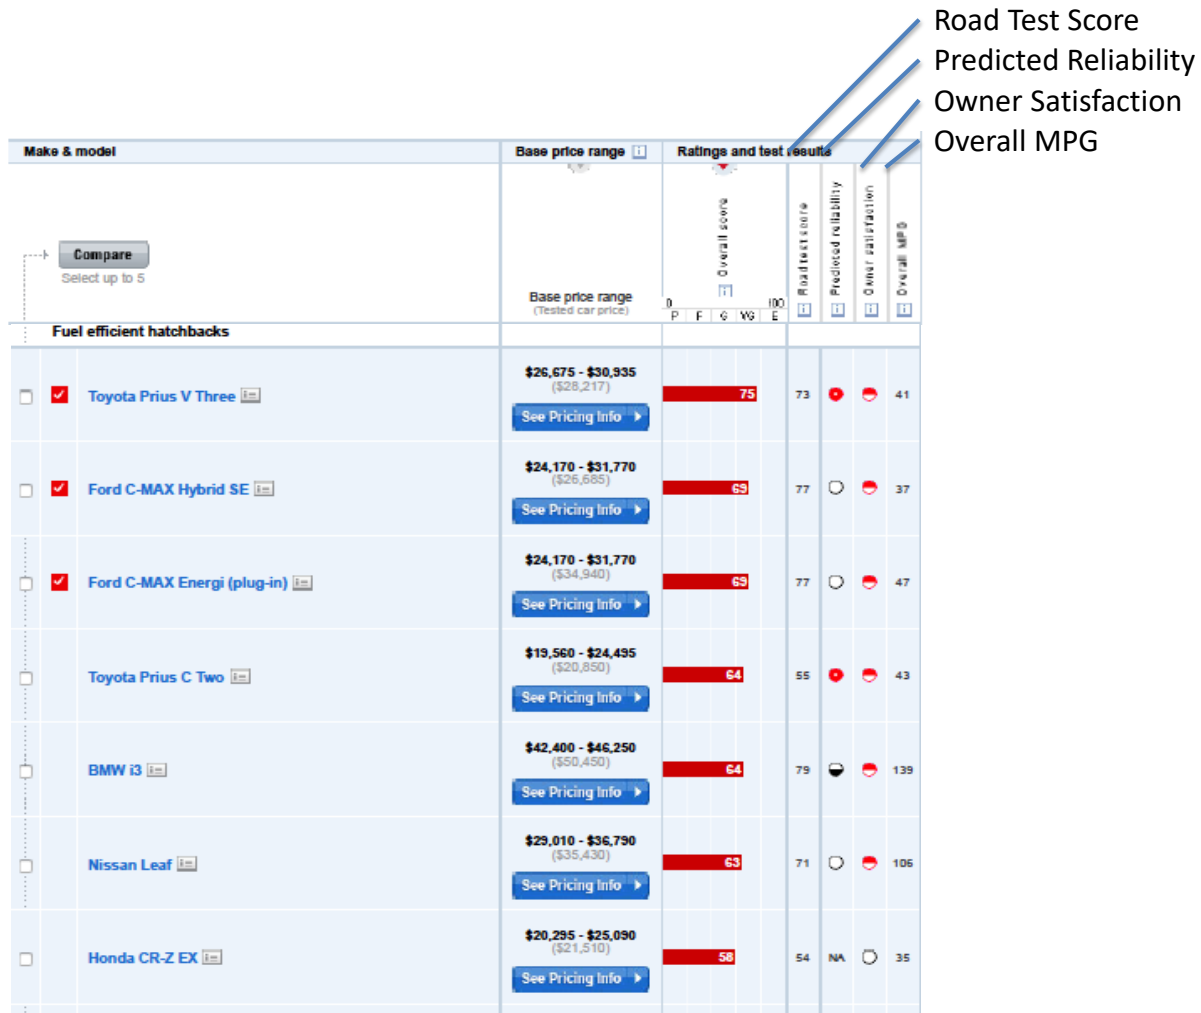 Road Test Score
Predicted Reliability
Owner Satisfaction
Overall MPG
Make & model
Base price range
Ratings and test results
Compare
Select up to 5
Base price range
(Tested car price)
Overall score
0 100
P F G VG E
Road test score
Predicted reliability
Owner satisfaction
Overall MPG
Fuel efficient hatchbacks
$26,675 - $30,935
($28,217)
Toyota Prius V Three 75 73 41
See Pricing Info
$24,170 - $31,770
($26,685)
Ford C-MAX Hybrid SE 69 77 37
See Pricing Info
$24,170 - $31,770
($34,940)
Ford C-MAX Energi (plug-in) 69 77 47
See Pricing Info
$19,560 - $24,495
($20,850)
Toyota Prius C Two 64 55 43
See Pricing Info
$42,400 - $46,250
($50,450)
BMW i3 64 79 139
See Pricing Info
$29,010 - $36,790
($35,430)
Nissan Leaf 63 71 106
See Pricing Info
$20,295 - $25,090
($21,510)
Honda CR-Z EX 58 54 NA 35
See Pricing Info